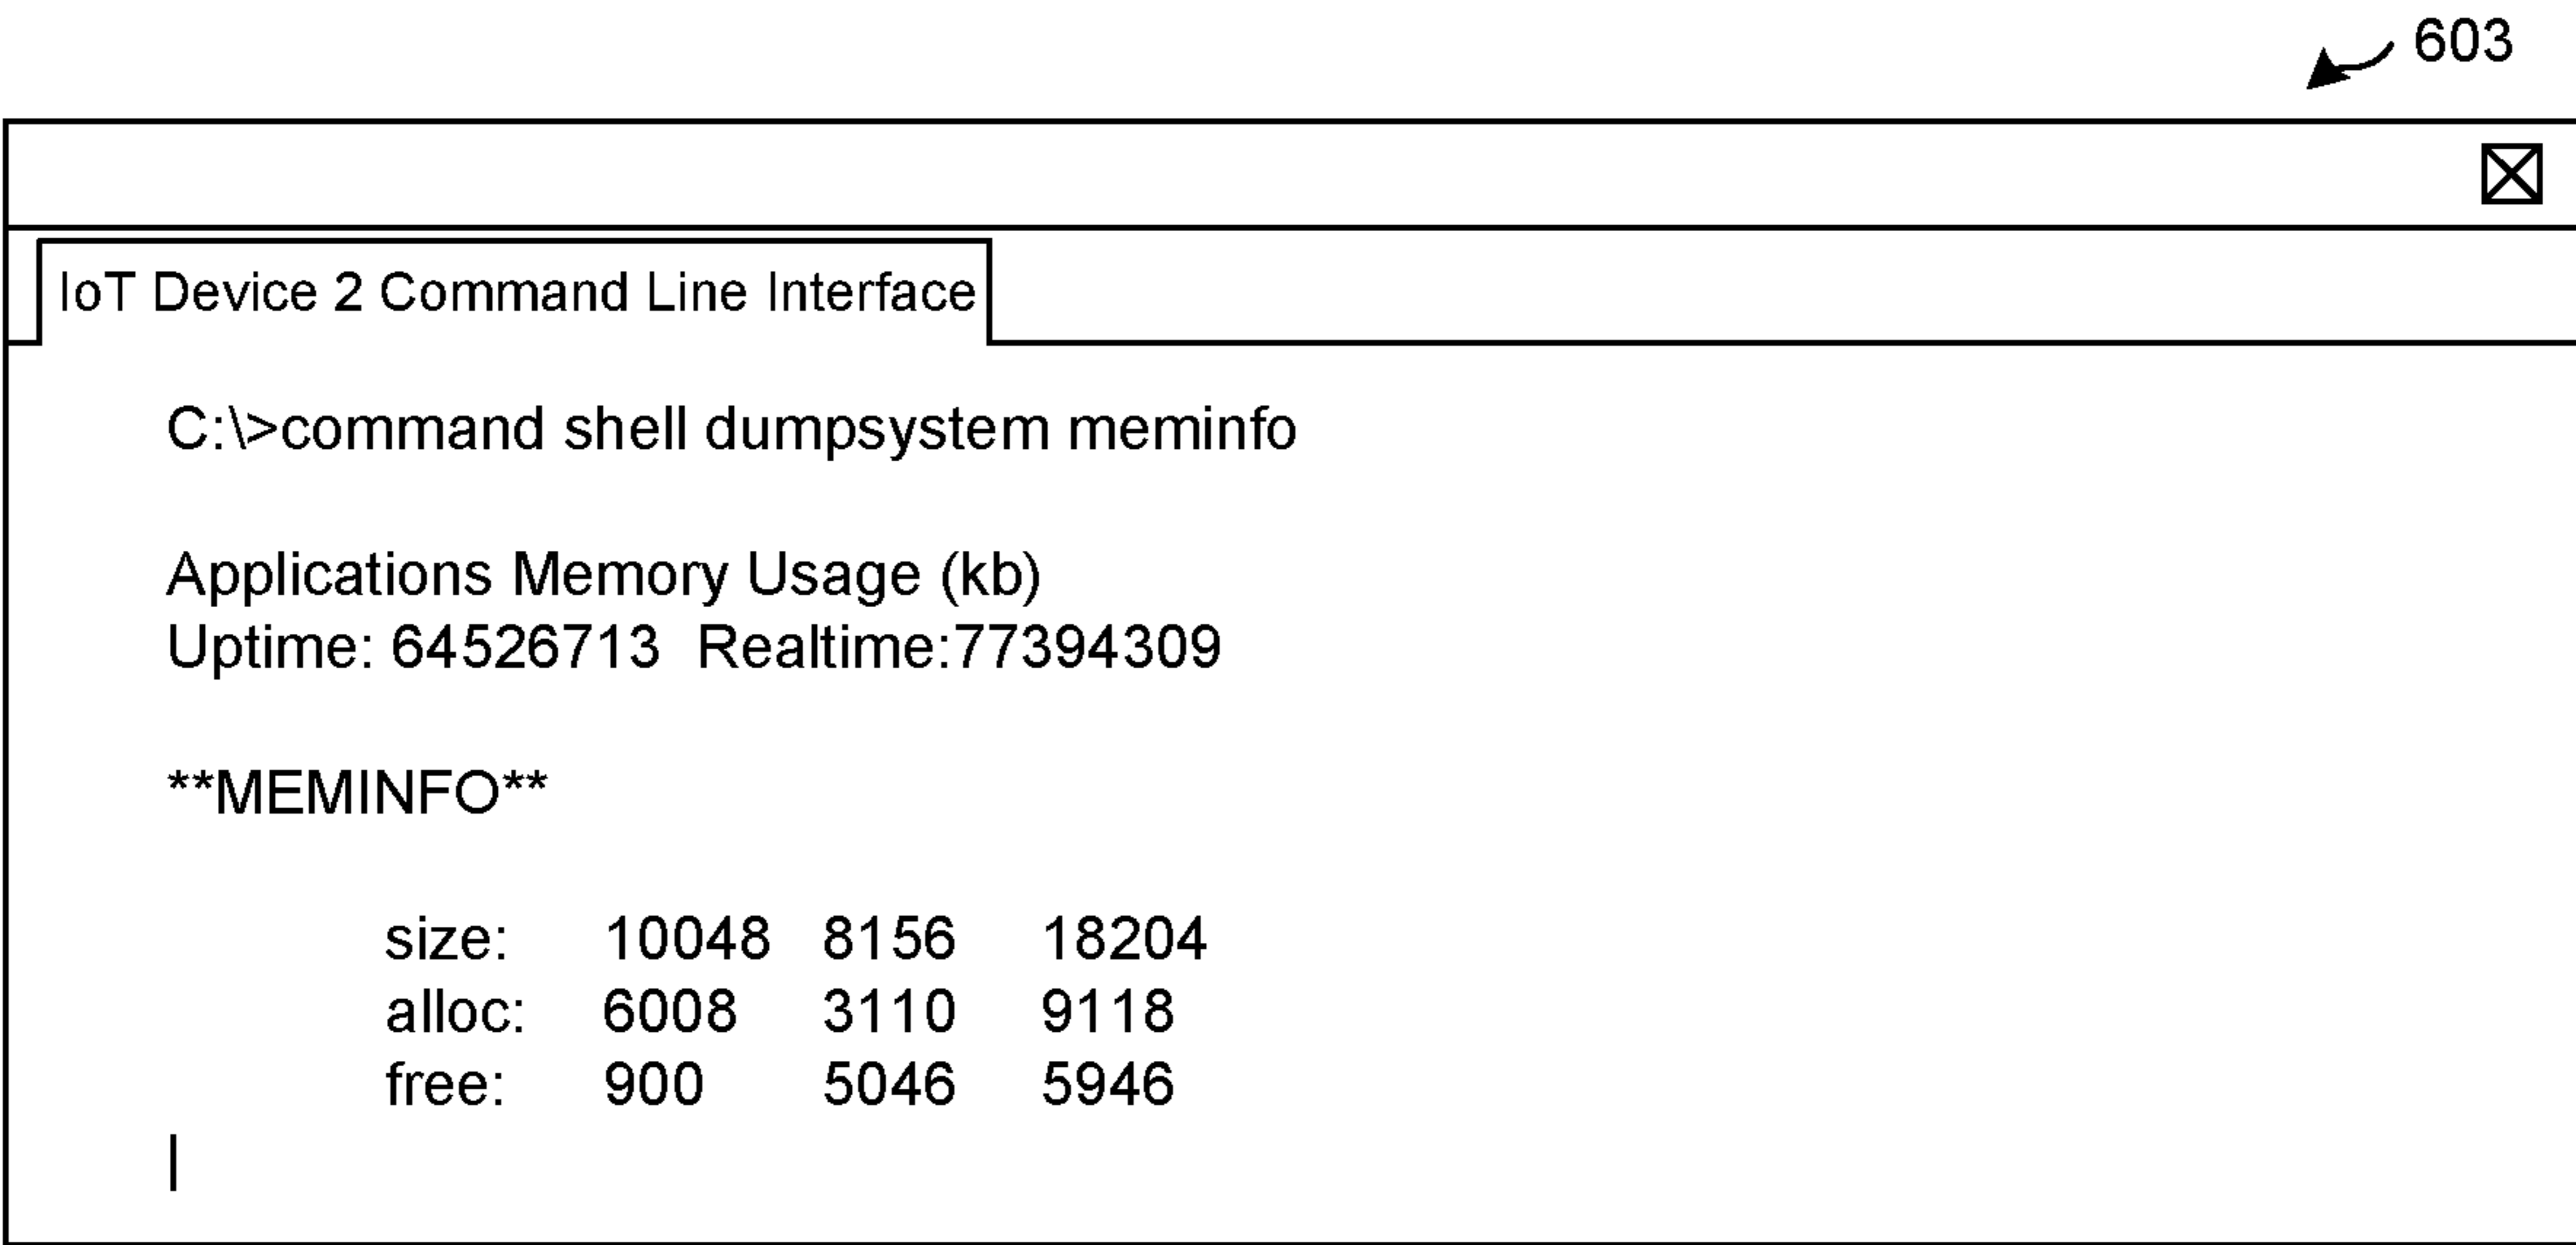 603
IoT Device 2 Command Line Interface
C:\>command shell dumpsystem meminfo
Applications Memory Usage (kb)
Uptime: 64526713 Realtime:77394309
**MEMINFO**
size: 10048 8156 18204
alloc: 6008 3110 9118
free: 900 5046 5946